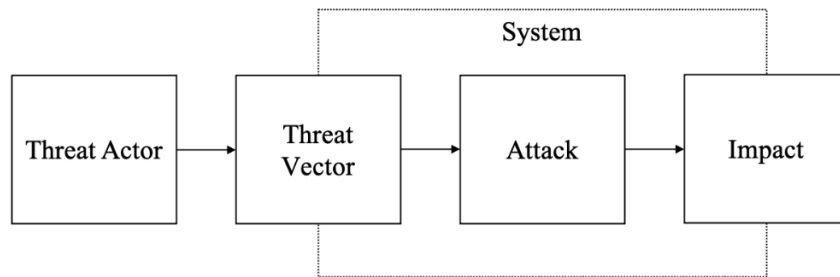 System
Threat Actor
Threat
Vector
Attack
Impact